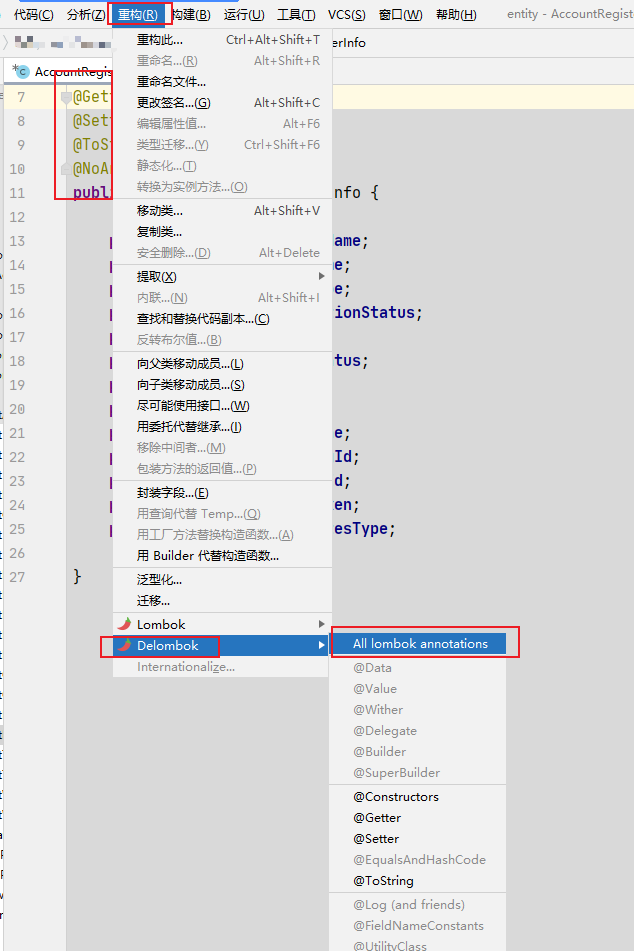 代码(C) 分析(Z) 重构(R) 构建(B) 运行(U) 工具(T) VCS(S) 窗口(W) 帮助(H) entity - AccountRegist
erInfo
AccountRegis
重构此... Ctrl+Alt+Shift+T
重命名...(R) Alt+Shift+R
重命名文件...
更改签名...(G) Alt+Shift+C
编辑属性值... Alt+F6
类型迁移...(Y) Ctrl+Shift+F6
静态化...(T)
转换为实例方法...(O)
移动类... Alt+Shift+V
复制类...
安全删除...(D) Alt+Delete
提取(X)
内联...(N) Alt+Shift+I
查找和替换代码副本...(C)
反转布尔值...(B)
向父类移动成员...(L)
向子类移动成员...(S)
尽可能使用接口...(W)
用委托代替继承...(I)
移除中间者...(M)
包装方法的返回值...(P)
封装字段...(E)
用查询代替 Temp...(Q)
用工厂方法替换构造函数...(A)
用 Builder 代替构造函数...
泛型化...
迁移...
Lombok
Delombok
Internationalize...
All lombok annotations
@Data
@Value
@Wither
@Delegate
@Builder
@SuperBuilder
@Constructors
@Getter
@Setter
@EqualsAndHashCode
@ToString
@Log (and friends)
@FieldNameConstants
@UtilityClass
7 @Gett
8 @Sett
9 @ToSt
10 @NoAr
11 publi nfo {
12
13 p ame;
14 p e;
15 p e;
16 p ionStatus;
17 p
18 p tus;
19 p
20 p
21 p e;
22 p Id;
23 p d;
24 p en;
25 p esType;
26
27 }